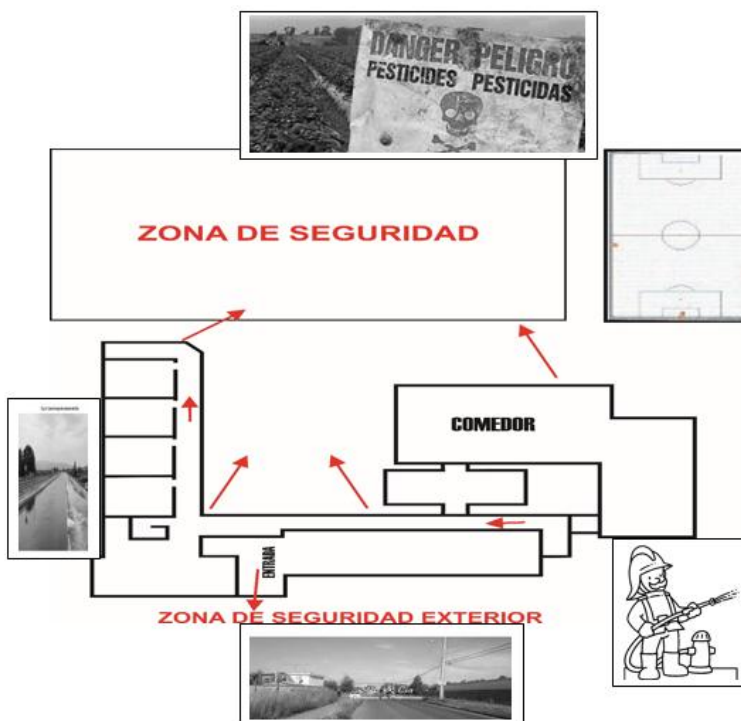 DANGER PELIGRO
PESTICIDES PESTICIDAS
ZONA DE SEGURIDAD
COMEDOR
ENTRADA
ZONA DE SEGURIDAD EXTERIOR